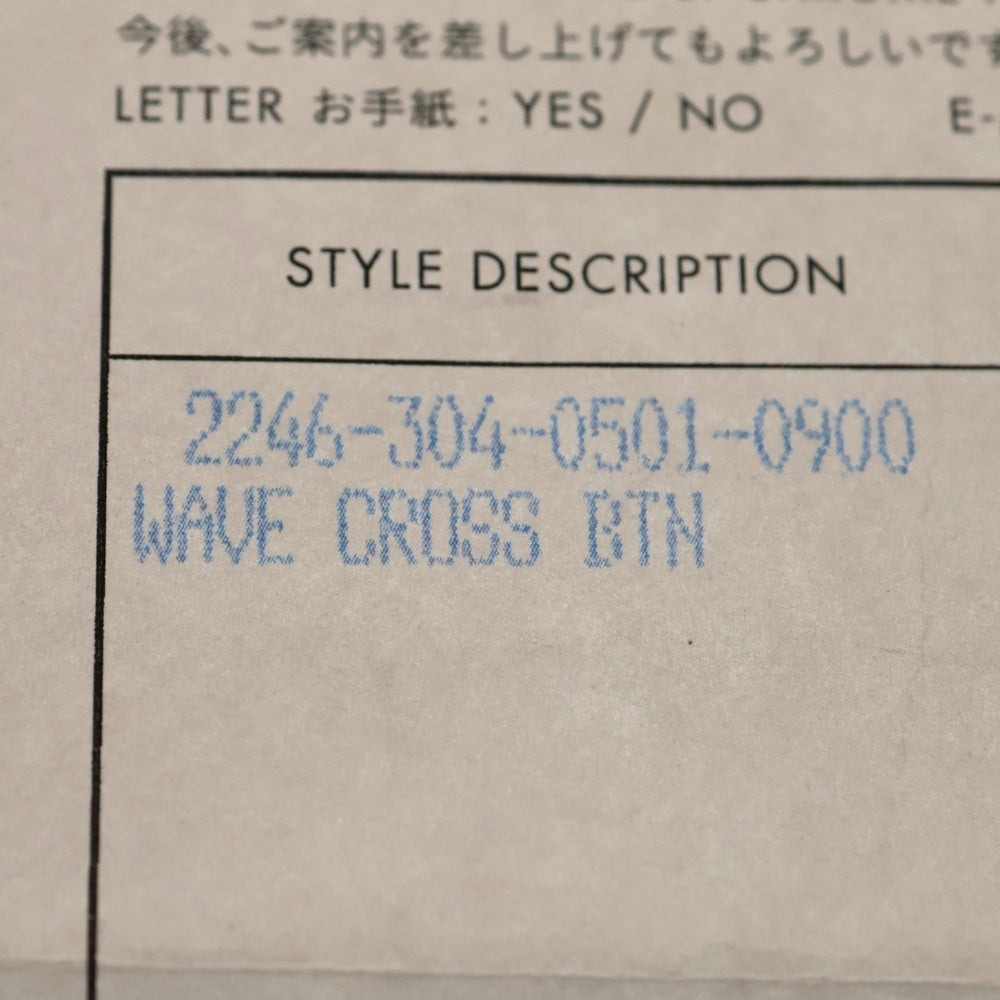 今後、ご案内を差し上げてもよろしいです
LETTER お手紙 : YES / NO E-
STYLE DESCRIPTION
2246-304-0501-0900
WAVE CROSS BTN